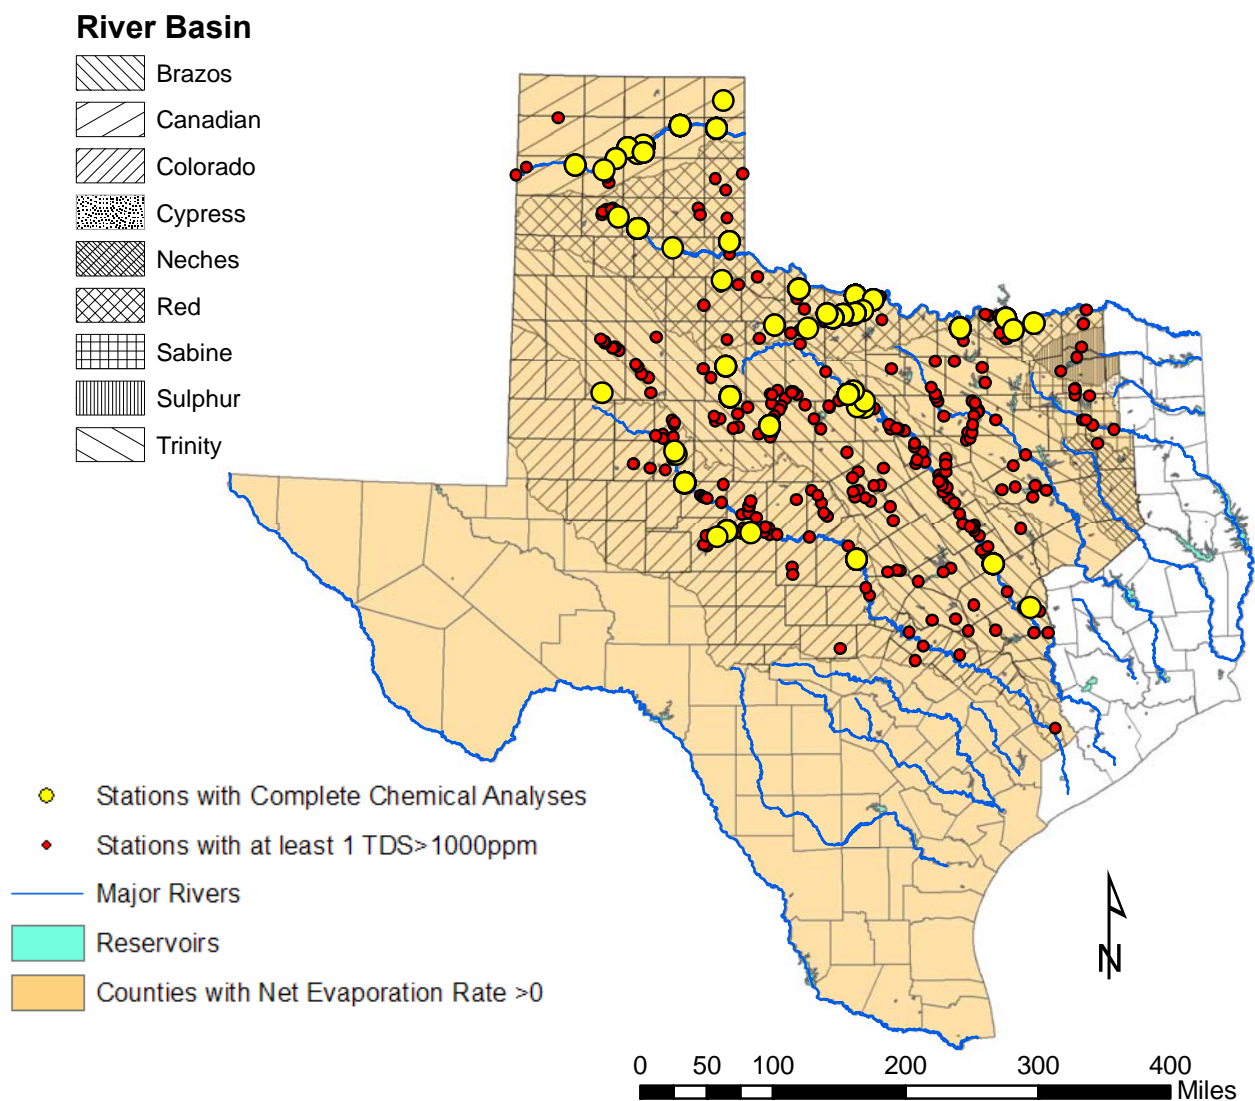 River Basin
Brazos
Canadian
Colorado
Cypress
Neches
Red
Sabine
Sulphur
Trinity
Stations with Complete Chemical Analyses
Stations with at least 1 TDS>1000ppm
Major Rivers
Reservoirs
Counties with Net Evaporation Rate >0
N
0 50 100 200 300 400
Miles